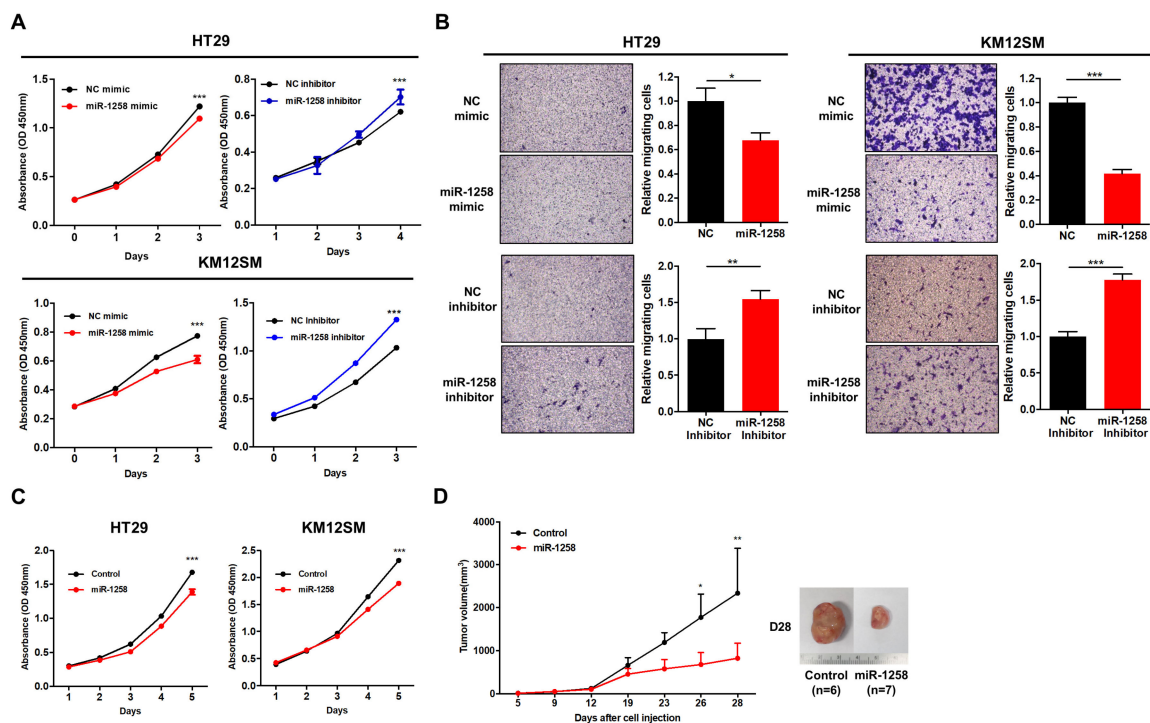 A
HT29
Absorbance (OD 450nm)
1.5
1.0
0.5
0.0
NC mimic
miR-1258 mimic
***
0 1 2 3
Days
Absorbance (OD 450nm)
0.8
0.6
0.4
0.2
0.0
NC inhibitor
miR-1258 inhibitor
***
1 2 3 4
Days
KM12SM
Absorbance (OD 450nm)
1.0
0.8
0.6
0.4
0.2
0.0
NC mimic
miR-1258 mimic
***
0 1 2 3
Days
Absorbance (OD 450nm)
1.5
1.0
0.5
0.0
NC Inhibitor
miR-1258 inhibitor
***
0 1 2 3
Days
B
HT29
NC
mimic
miR-1258
mimic
Relative migrating cells
1.2
1.0
0.8
0.6
0.4
0.2
0.0
*
NC miR-1258
NC
inhibitor
miR-1258
inhibitor
Relative migrating cells
2.0
1.5
1.0
0.5
0.0
**
NC miR-1258
Inhibitor Inhibitor
KM12SM
NC
mimic
miR-1258
mimic
Relative migrating cells
1.2
1.0
0.8
0.6
0.4
0.2
0.0
***
NC miR-1258
NC
inhibitor
miR-1258
inhibitor
Relative migrating cells
2.0
1.5
1.0
0.5
0.0
***
NC miR-1258
Inhibitor Inhibitor
C
HT29
Absorbance (OD 450nm)
2.0
1.5
1.0
0.5
0.0
Control
miR-1258
***
1 2 3 4 5
Days
KM12SM
Absorbance (OD 450nm)
2.5
2.0
1.5
1.0
0.5
0.0
Control
miR-1258
***
1 2 3 4 5
Days
D
Tumor volume(mm³)
4000
3000
2000
1000
0
Control
miR-1258
*
**
5 9 12 19 23 26 28
Days after cell injection
D28
Control miR-1258
(n=6) (n=7)